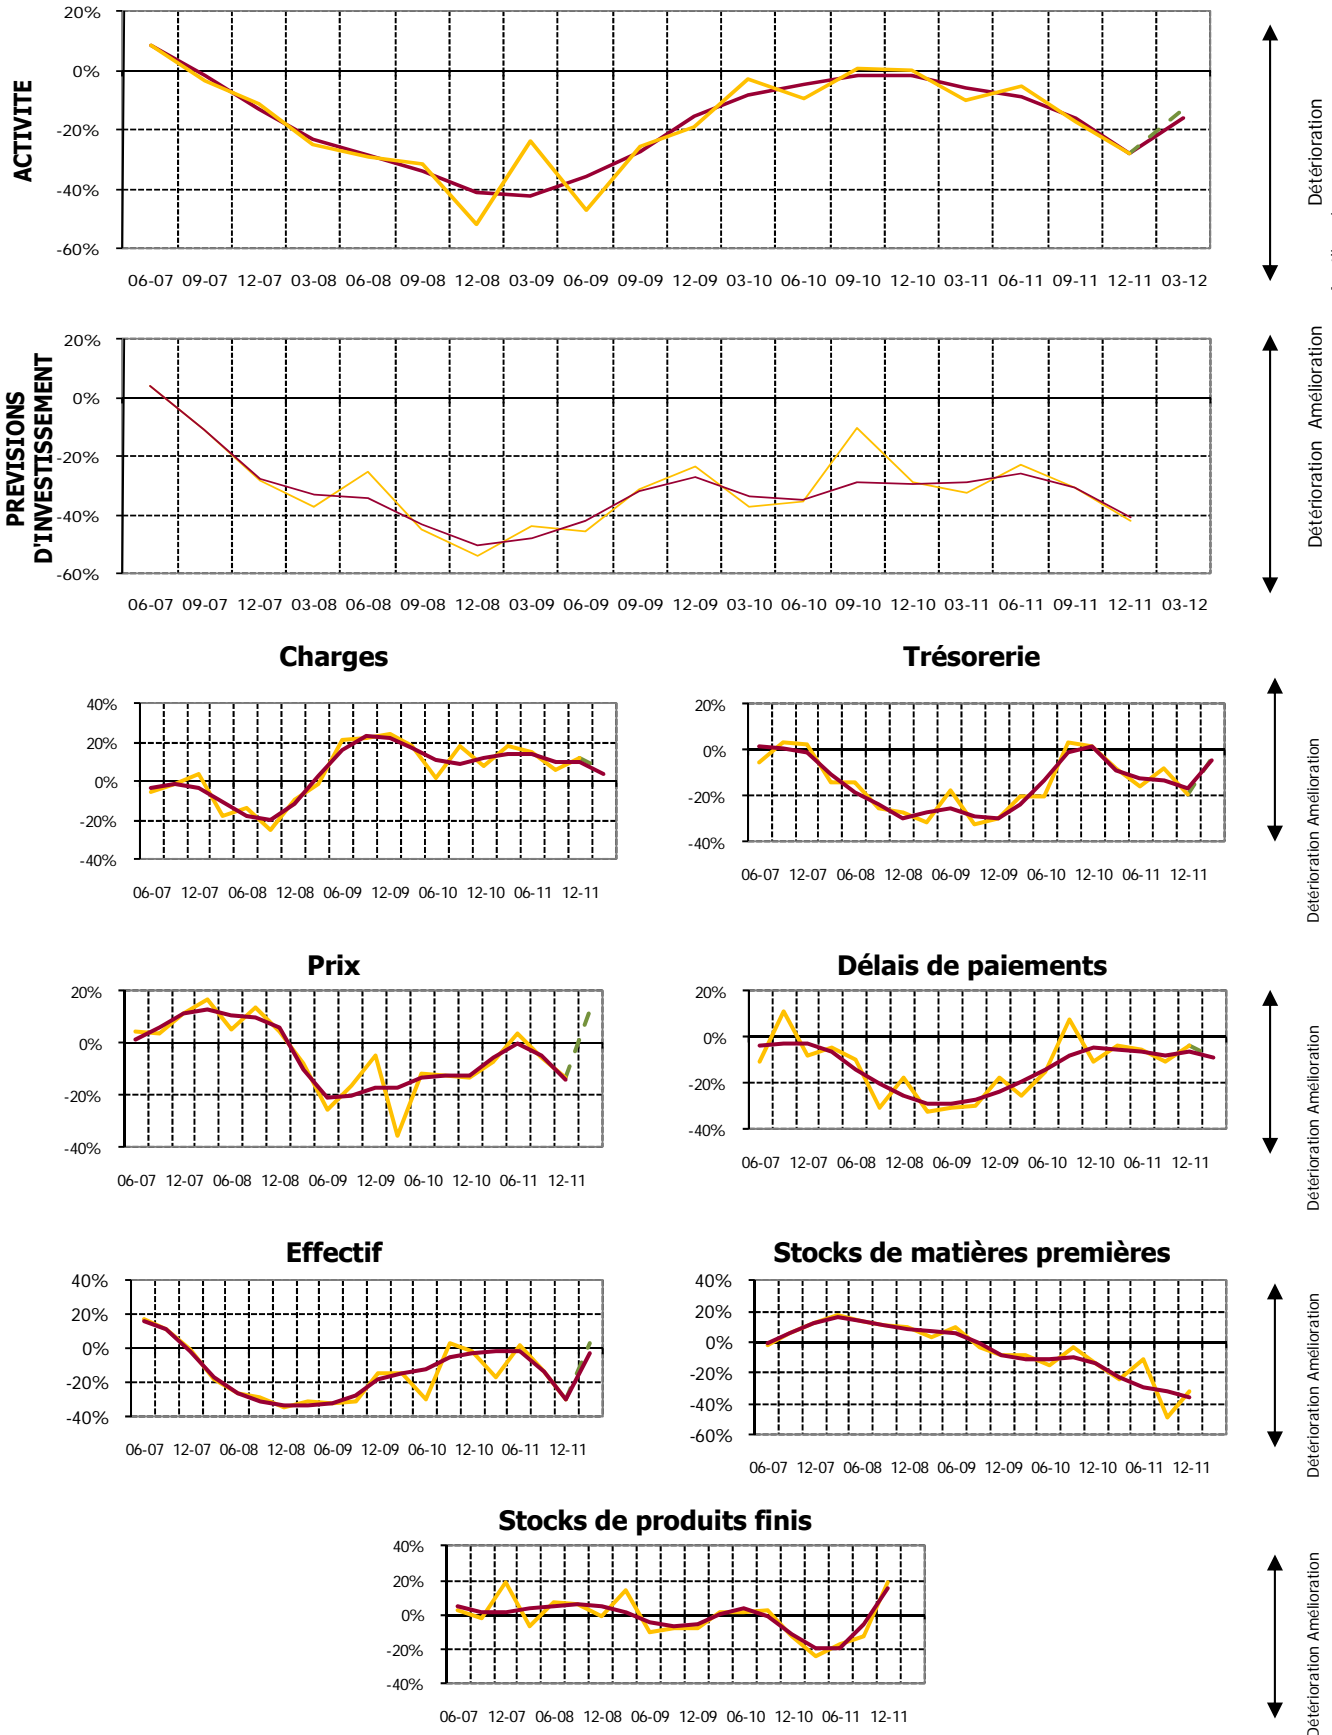 20%
0%
-20%
-40%
-60%
ACTIVITE
Détérioration
06-07 09-07 12-07 03-08 06-08 09-08 12-08 03-09 06-09 09-09 12-09 03-10 06-10 09-10 12-10 03-11 06-11 09-11 12-11 03-12
20%
0%
-20%
-40%
-60%
PREVISIONS
D'INVESTISSEMENT
Détérioration Amélioration
06-07 09-07 12-07 03-08 06-08 09-08 12-08 03-09 06-09 09-09 12-09 03-10 06-10 09-10 12-10 03-11 06-11 09-11 12-11 03-12
Charges
40%
20%
0%
-20%
-40%
06-07 12-07 06-08 12-08 06-09 12-09 06-10 12-10 06-11 12-11
Trésorerie
20%
0%
-20%
-40%
06-07 12-07 06-08 12-08 06-09 12-09 06-10 12-10 06-11 12-11
Détérioration Amélioration
Prix
20%
0%
-20%
-40%
06-07 12-07 06-08 12-08 06-09 12-09 06-10 12-10 06-11 12-11
Délais de paiements
20%
0%
-20%
-40%
06-07 12-07 06-08 12-08 06-09 12-09 06-10 12-10 06-11 12-11
Détérioration Amélioration
Effectif
40%
20%
0%
-20%
-40%
06-07 12-07 06-08 12-08 06-09 12-09 06-10 12-10 06-11 12-11
Stocks de matières premières
40%
20%
0%
-20%
-40%
-60%
06-07 12-07 06-08 12-08 06-09 12-09 06-10 12-10 06-11 12-11
Détérioration Amélioration
Stocks de produits finis
40%
20%
0%
-20%
-40%
06-07 12-07 06-08 12-08 06-09 12-09 06-10 12-10 06-11 12-11
Détérioration Amélioration